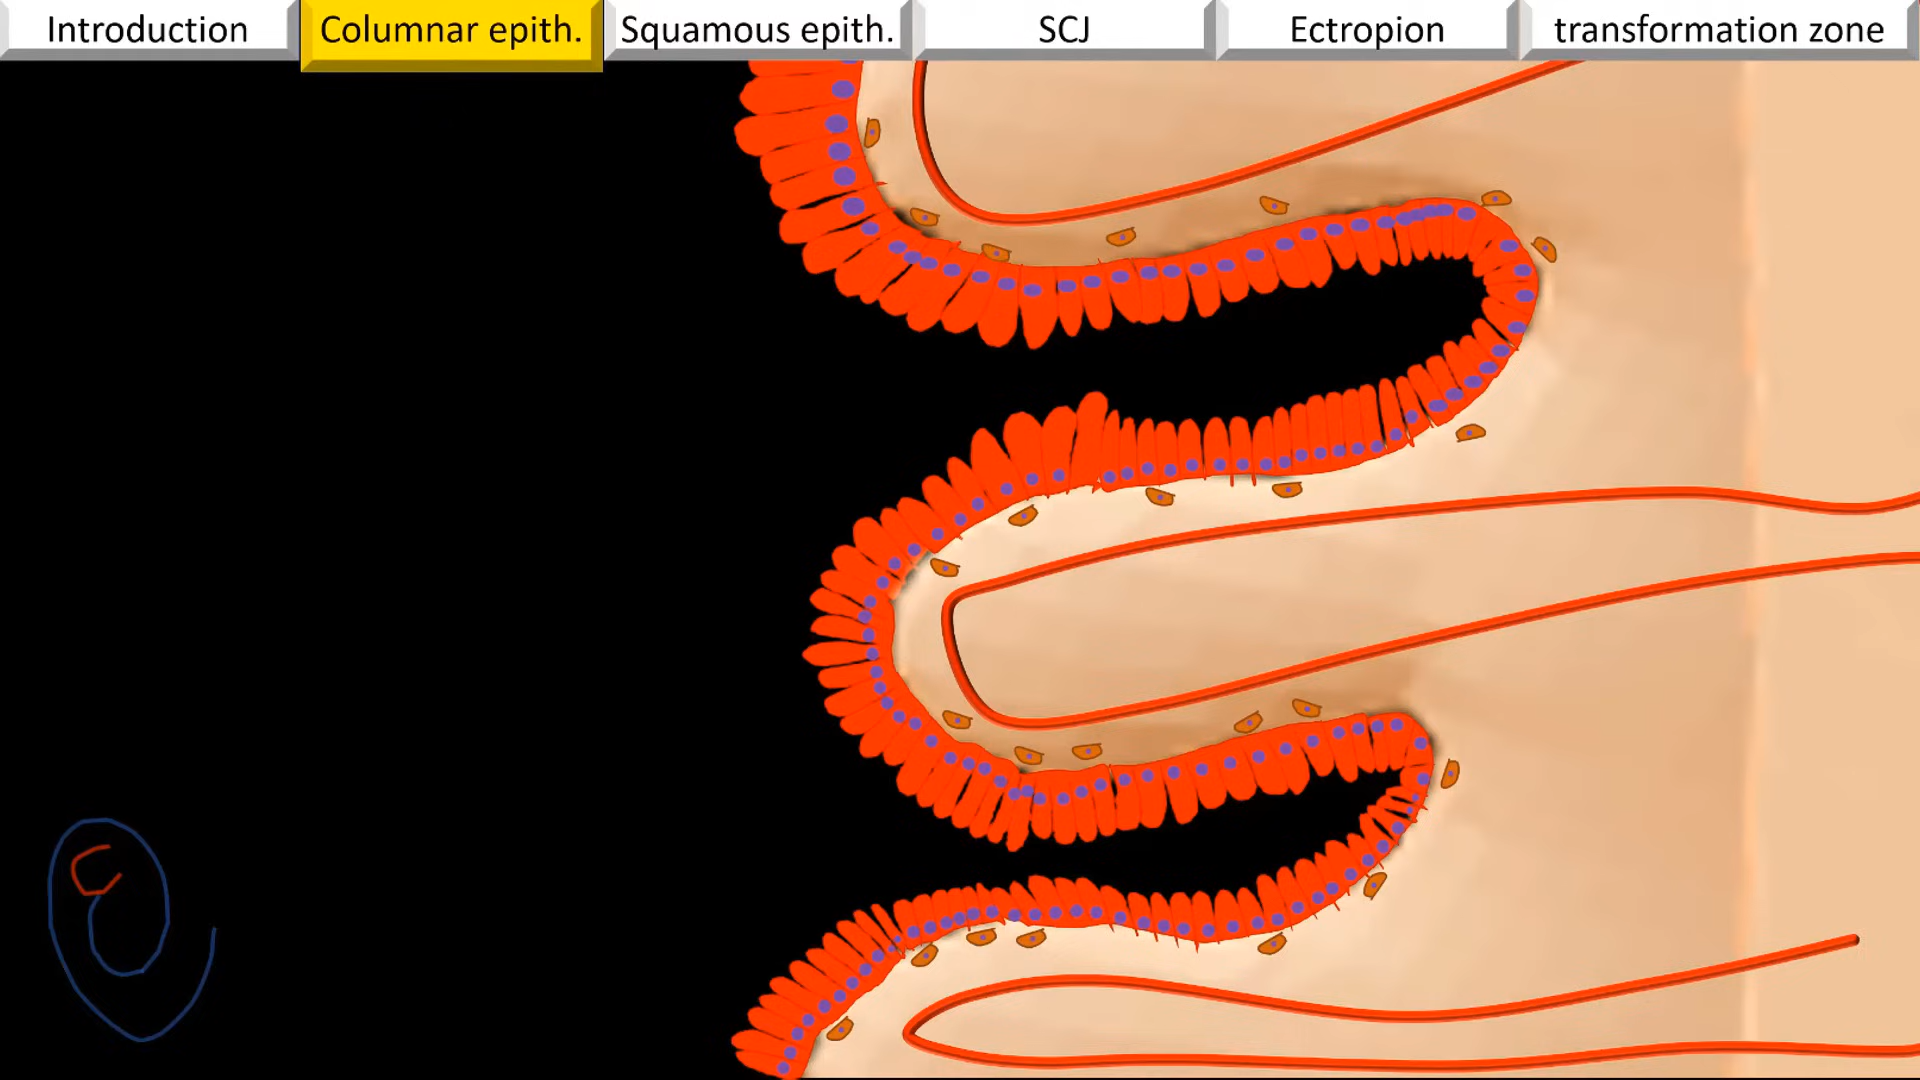 Introduction
Columnar epith.
Squamous epith.
SCJ
Ectropion
transformation zone